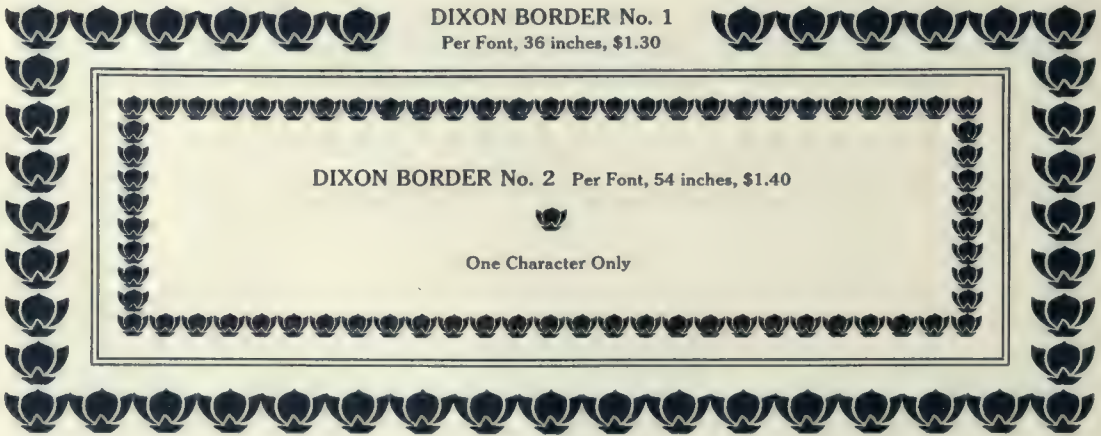 DIXON BORDER No. 1
Per Font, 36 inches, $1.30
DIXON BORDER No. 2 Per Font, 54 inches, $1.40
One Character Only